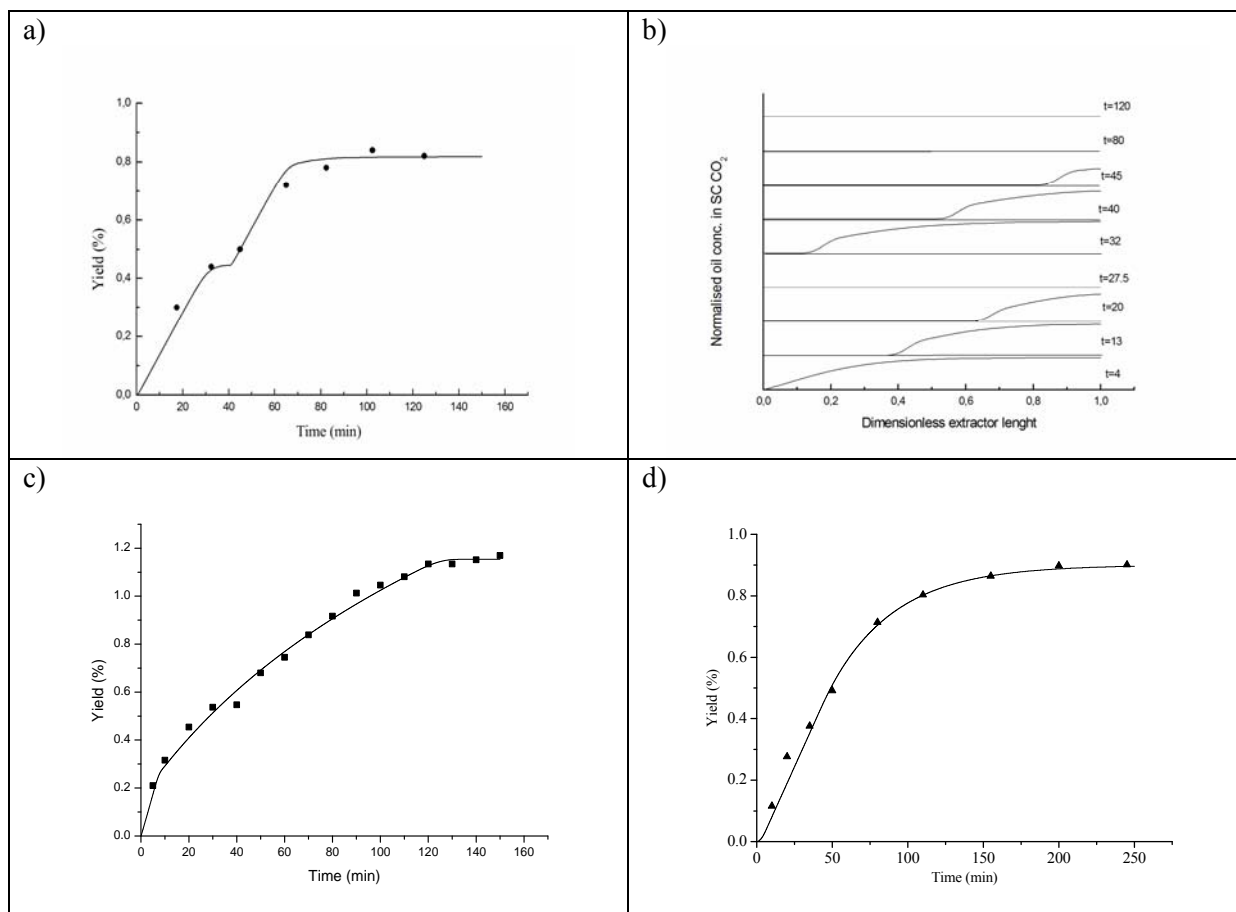 a)
Yield (%)
1,0
0,8
0,6
0,4
0,2
0,0
0 20 40 60 80 100 120 140 160
Time (min)
b)
Normalised oil conc. in SC CO2
t=120
t=80
t=45
t=40
t=32
t=27.5
t=20
t=13
t=4
0,0 0,2 0,4 0,6 0,8 1,0
Dimensionless extractor lenght
c)
Yield (%)
1.2
1.0
0.8
0.6
0.4
0.2
0.0
0 20 40 60 80 100 120 140 160
Time (min)
d)
Yield (%)
1.0
0.8
0.6
0.4
0.2
0.0
0 50 100 150 200 250
Time (min)